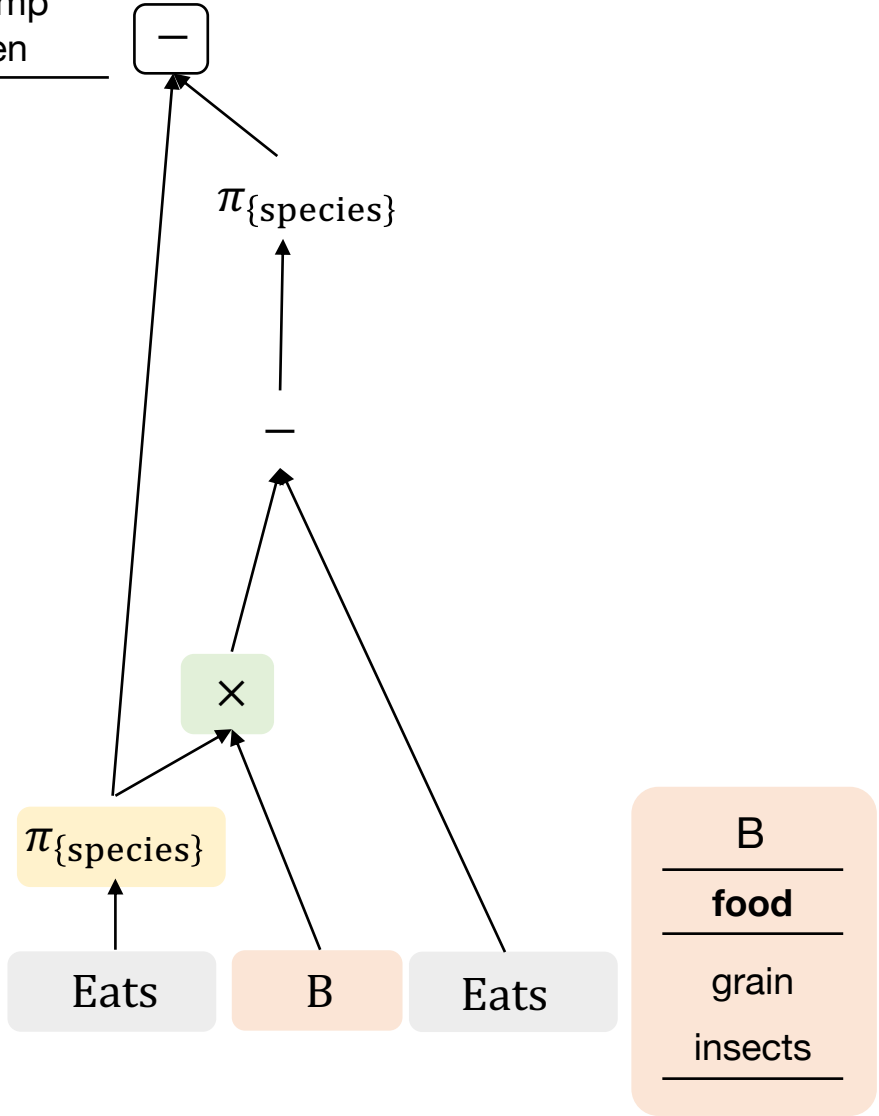 −
π{species}
−
×
π{species}
Eats B Eats
B
food
grain
insects